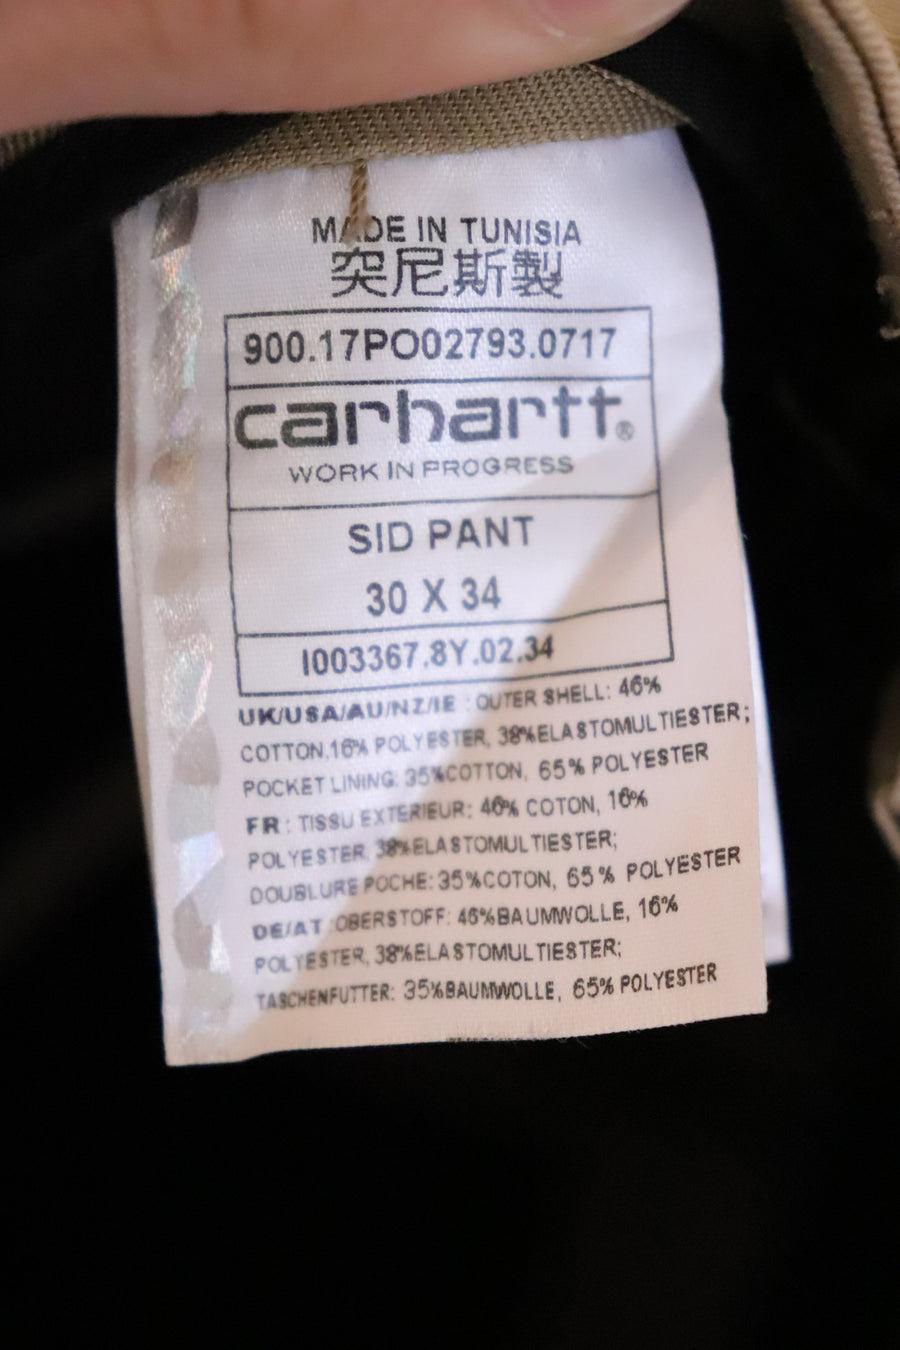 MADE IN TUNISIA
突尼斯製
900.17PO02793.0717
carhartt®
WORK IN PROGRESS
SID PANT
30 X 34
I003367.8Y.02.34
UK/USA/AU/NZ/IE : OUTER SHELL: 46%
COTTON,16% POLYESTER, 38%ELASTOMULTIESTER;
POCKET LINING: 35%COTTON, 65% POLYESTER
FR : TISSU EXTERIEUR: 46% COTON, 16%
POLYESTER, 38%ELASTOMULTIESTER;
DOUBLURE POCHE: 35%COTON, 65% POLYESTER
DE/AT :OBERSTOFF: 46%BAUMWOLLE, 16%
POLYESTER, 38%ELASTOMULTIESTER;
TASCHENFUTTER: 35%BAUMWOLLE, 65% POLYESTER